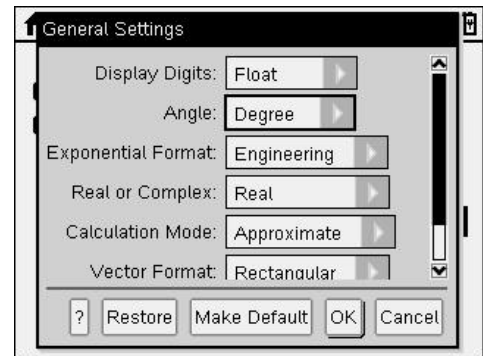 General Settings
Display Digits: Float
Angle: Degree
Exponential Format: Engineering
Real or Complex: Real
Calculation Mode: Approximate
Vector Format: Rectangular
? Restore Make Default OK Cancel